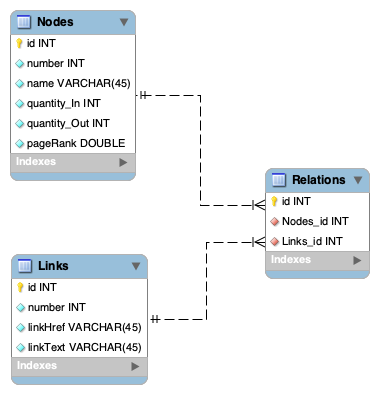 Nodes
id INT
number INT
name VARCHAR(45)
quantity_In INT
quantity_Out INT
pageRank DOUBLE
Indexes
Relations
id INT
Nodes_id INT
Links_id INT
Indexes
Links
id INT
number INT
linkHref VARCHAR(45)
linkText VARCHAR(45)
Indexes